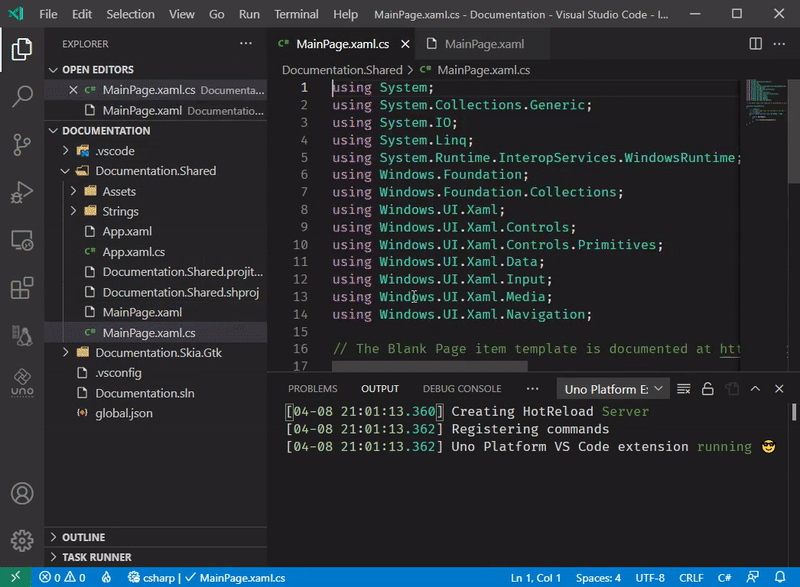 File Edit Selection View Go Run Terminal Help MainPage.xaml.cs - Documentation - Visual Studio Code - I...
EXPLORER
OPEN EDITORS
MainPage.xaml.cs Documenta...
MainPage.xaml Documentatio...
DOCUMENTATION
.vscode
Documentation.Shared
Assets
Strings
App.xaml
App.xaml.cs
Documentation.Shared.projit...
Documentation.Shared.shproj
MainPage.xaml
MainPage.xaml.cs
Documentation.Skia.Gtk
.vsconfig
Documentation.sln
global.json
OUTLINE
TASK RUNNER
uno
MainPage.xaml.cs MainPage.xaml
Documentation.Shared > MainPage.xaml.cs
1 using System;
2 using System.Collections.Generic;
3 using System.IO;
4 using System.Linq;
5 using System.Runtime.InteropServices.WindowsRuntime;
6 using Windows.Foundation;
7 using Windows.Foundation.Collections;
8 using Windows.UI.Xaml;
9 using Windows.UI.Xaml.Controls;
10 using Windows.UI.Xaml.Controls.Primitives;
11 using Windows.UI.Xaml.Data;
12 using Windows.UI.Xaml.Input;
13 using Windows.UI.Xaml.Media;
14 using Windows.UI.Xaml.Navigation;
15
16 // The Blank Page item template is documented at htt
17
PROBLEMS OUTPUT DEBUG CONSOLE ... Uno Platform E:
[04-08 21:01:13.360] Creating HotReload Server
[04-08 21:01:13.362] Registering commands
[04-08 21:01:13.362] Uno Platform VS Code extension running 😎
0 0 csharp | ✓ MainPage.xaml.cs Ln 1, Col 1 Spaces: 4 UTF-8 CRLF C#